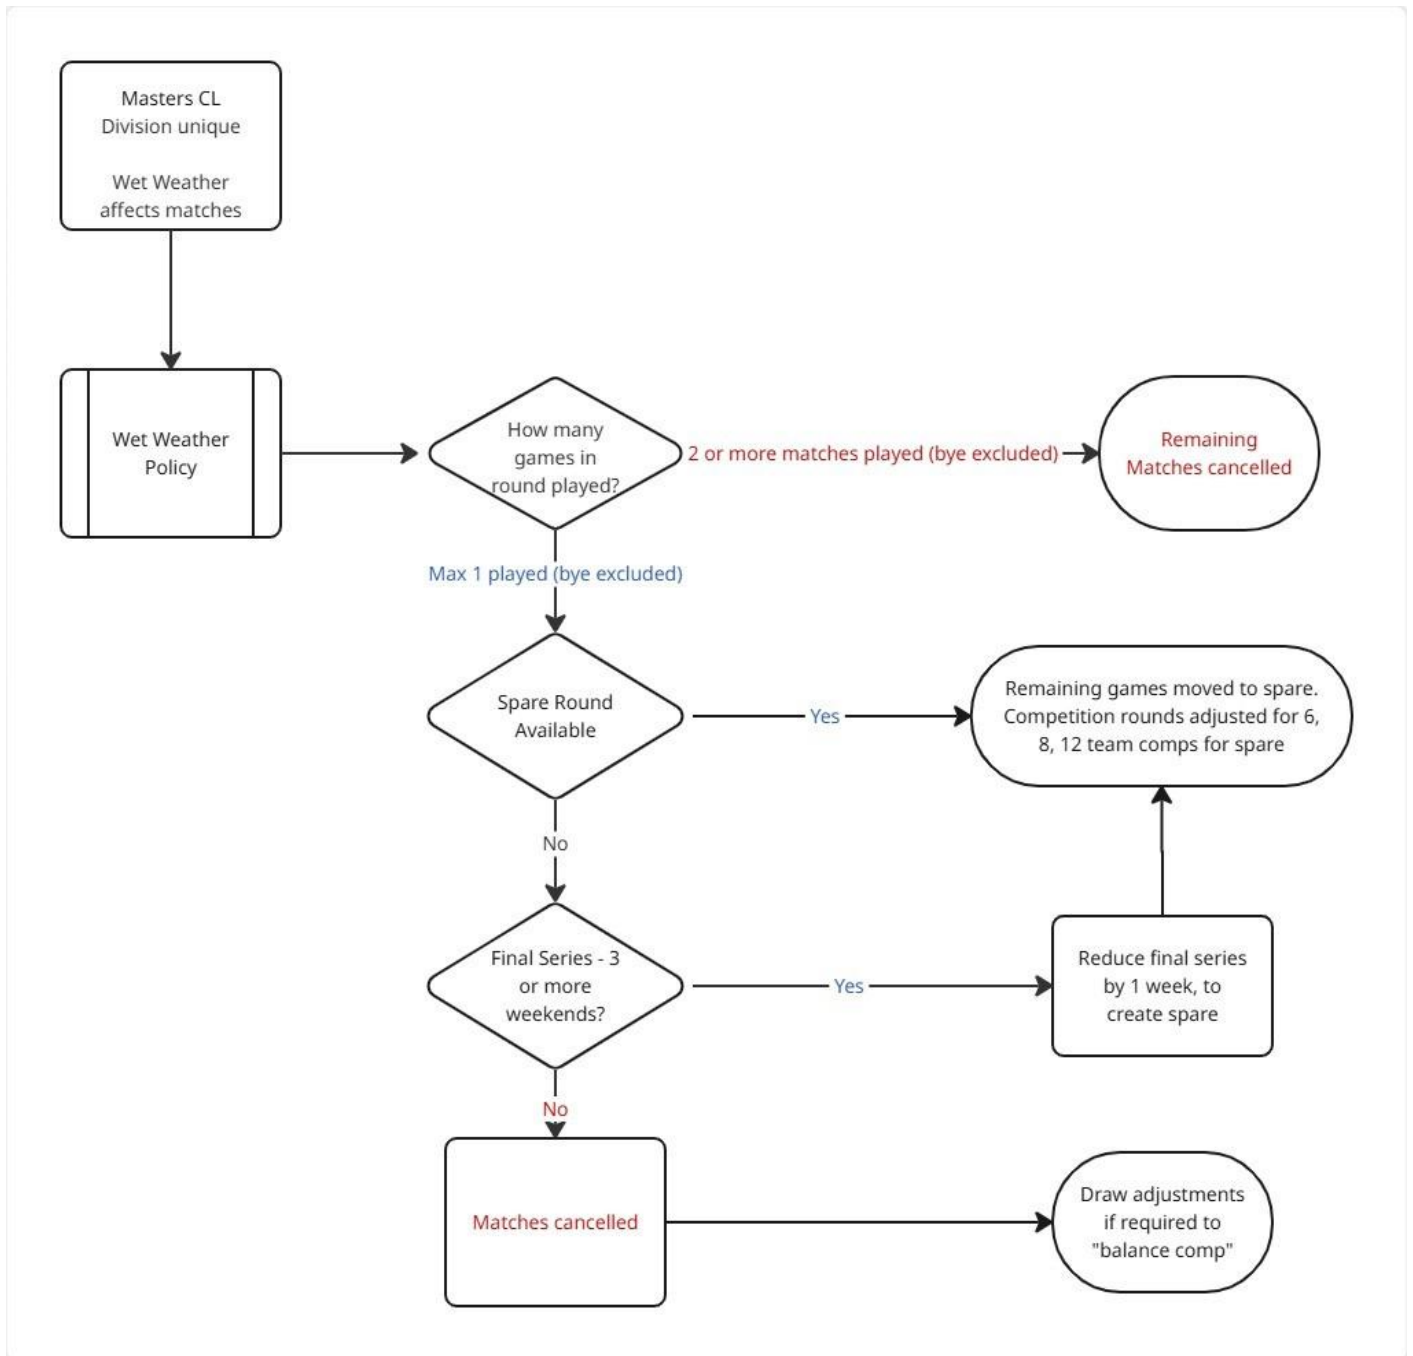 Masters CL
Division unique
Wet Weather
affects matches
Wet Weather
Policy
How many
games in
round played?
2 or more matches played (bye excluded)
Remaining
Matches cancelled
Max 1 played (bye excluded)
Spare Round
Available
Yes
Remaining games moved to spare.
Competition rounds adjusted for 6,
8, 12 team comps for spare
No
Final Series - 3
or more
weekends?
Yes
Reduce final series
by 1 week, to
create spare
No
Matches cancelled
Draw adjustments
if required to
"balance comp"